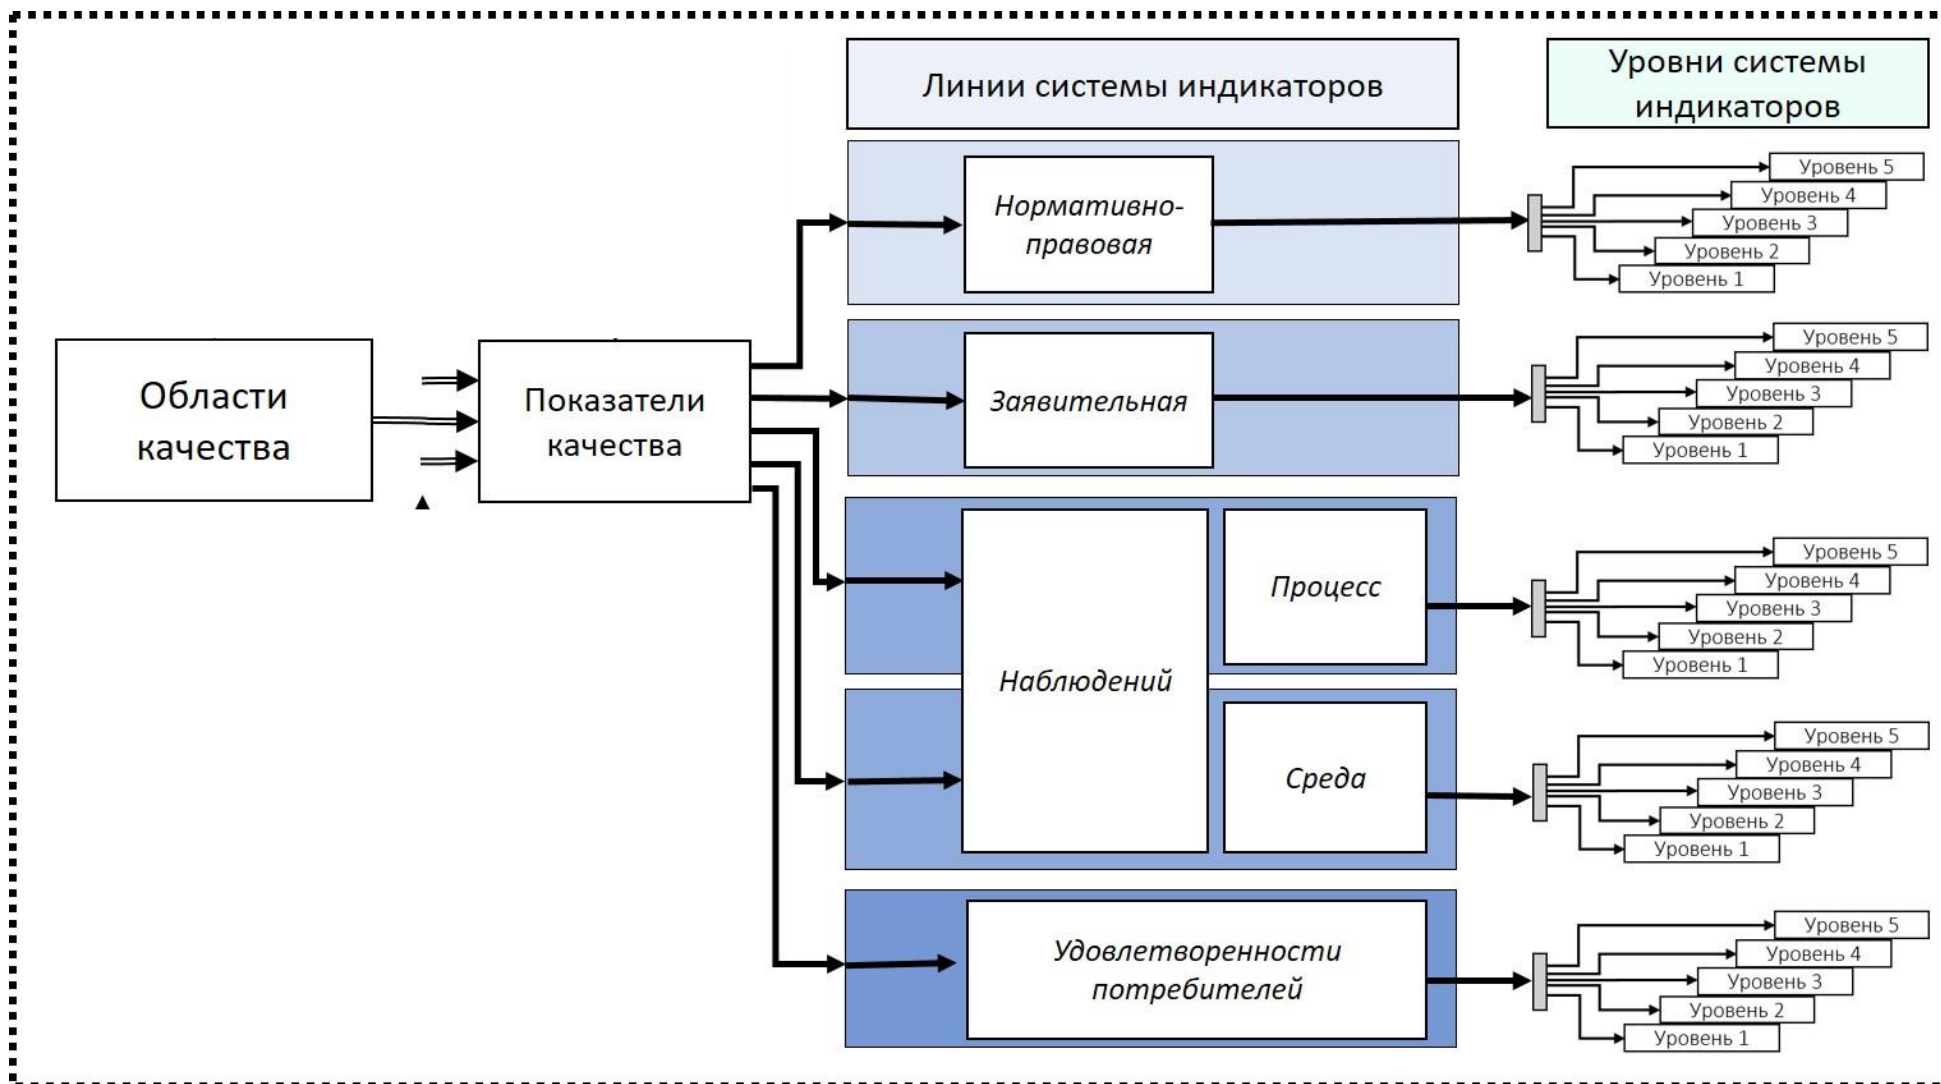 Линии системы индикаторов
Уровни системы
индикаторов
Области
качества
Показатели
качества
Нормативно-
правовая
Уровень 5
Уровень 4
Уровень 3
Уровень 2
Уровень 1
Заявительная
Уровень 5
Уровень 4
Уровень 3
Уровень 2
Уровень 1
Наблюдений
Процесс
Уровень 5
Уровень 4
Уровень 3
Уровень 2
Уровень 1
Среда
Уровень 5
Уровень 4
Уровень 3
Уровень 2
Уровень 1
Удовлетворенности
потребителей
Уровень 5
Уровень 4
Уровень 3
Уровень 2
Уровень 1